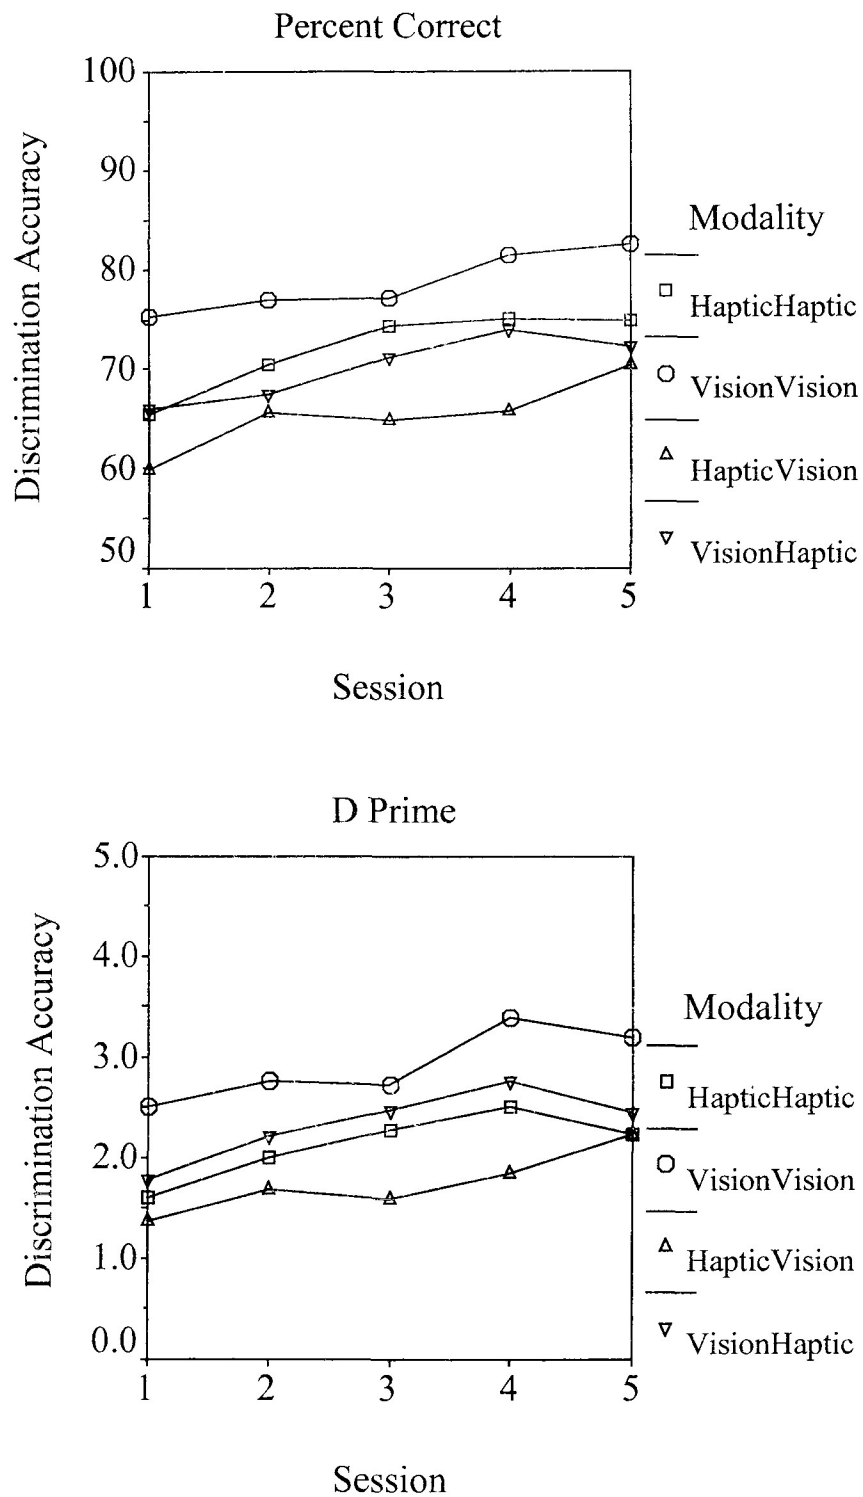 Percent Correct
100
90
80
70
60
50
Discrimination Accuracy
1 2 3 4 5
Session
Modality
HapticHaptic
VisionVision
HapticVision
VisionHaptic
D Prime
5.0
4.0
3.0
2.0
1.0
0.0
Discrimination Accuracy
1 2 3 4 5
Session
Modality
HapticHaptic
VisionVision
HapticVision
VisionHaptic